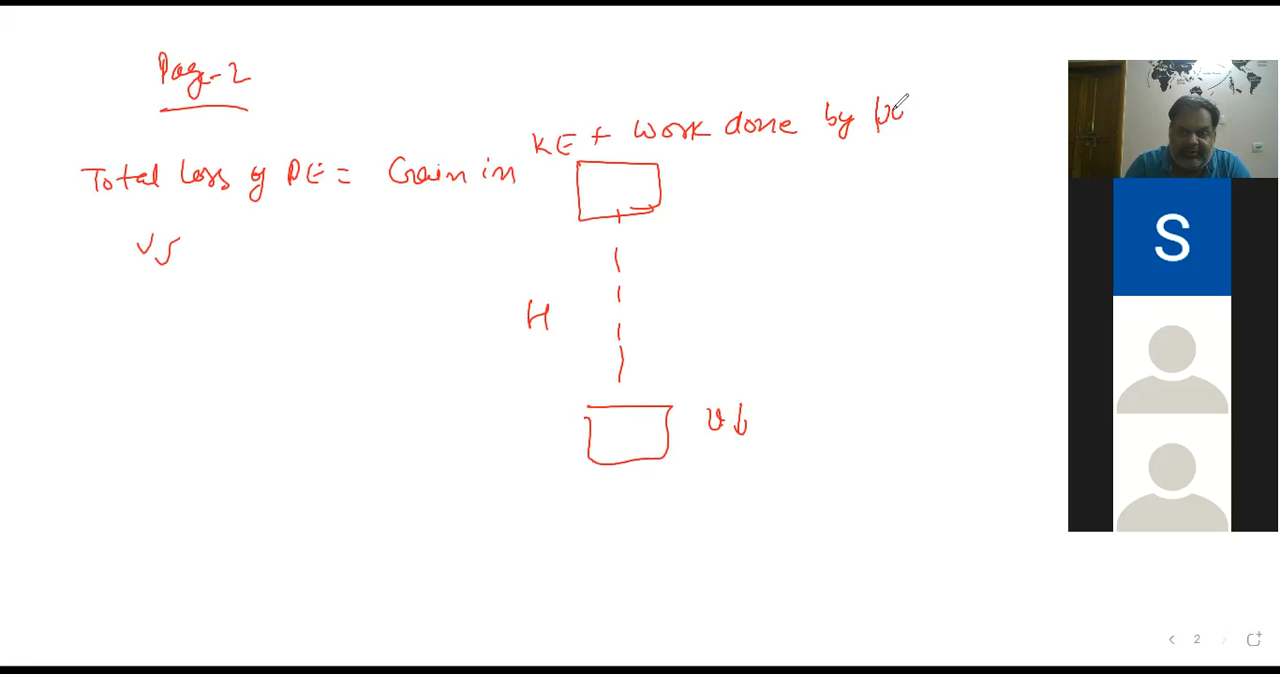 Page-2
KE + Work done by
Total Loss of PE = Gain in
H
v↓
S
2